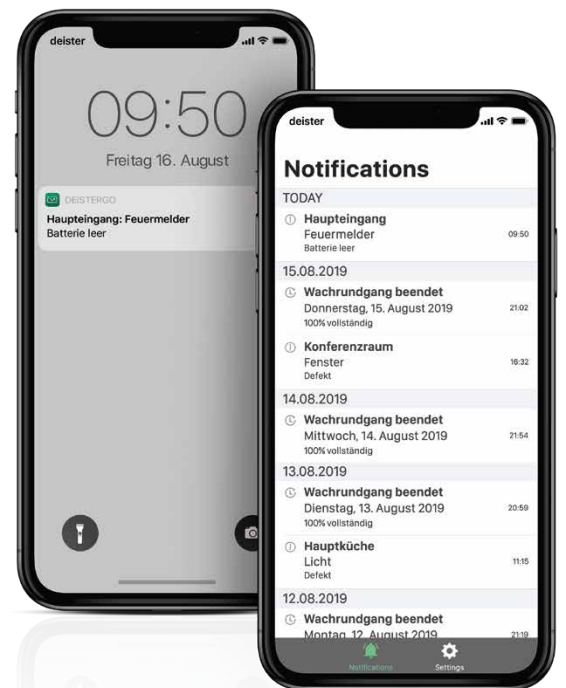 deister
09:50
Freitag 16. August
DEISTERGO
Haupteingang: Feuermelder
Batterie leer
deister
Notifications
TODAY
Haupteingang
Feuermelder
09:50
Batterie leer
15.08.2019
Wachrundgang beendet
Donnerstag, 15. August 2019
21:02
100% vollständig
Konferenzraum
Fenster
16:32
Defekt
14.08.2019
Wachrundgang beendet
Mittwoch, 14. August 2019
21:54
100% vollständig
13.08.2019
Wachrundgang beendet
Dienstag, 13. August 2019
20:59
100% vollständig
Hauptküche
Licht
11:15
Defekt
12.08.2019
Wachrundgang beendet
Montag, 12. August 2019
21:19
Notifications
Settings